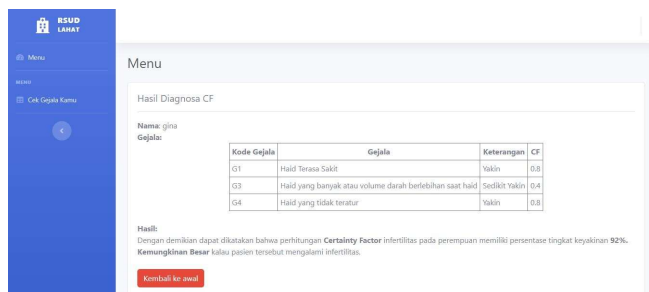 RSUD
LAHAT
Menu
MENU
Cek Gejala Kamu
Menu
Hasil Diagnosa CF
Nama: gina
Gejala:
Kode Gejala Gejala Keterangan CF
G1 Haid Terasa Sakit Yakin 0.8
G3 Haid yang banyak atau volume darah berlebihan saat haid Sedikit Yakin 0.4
G4 Haid yang tidak teratur Yakin 0.8
Hasil:
Dengan demikian dapat dikatakan bahwa perhitungan Certainty Factor infertilitas pada perempuan memiliki persentase tingkat keyakinan 92%.
Kemungkinan Besar kalau pasien tersebut mengalami infertilitas.
Kembali ke awal